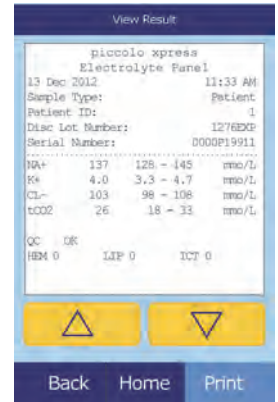 View Result
piccolo xpress
Electrolyte Panel
13 Dec 2012 11:33 AM
Sample Type: Patient
Patient ID: 1
Disc Lot Number: 1276EXP
Serial Number: 0000P19911
NA+ 137 128 - 145 mmo/L
K+ 4.0 3.3 - 4.7 mmo/L
CL- 103 98 - 108 mmo/L
tCO2 26 18 - 33 mmo/L
QC OK
HEM 0 LIP 0 ICT 0
Back Home Print